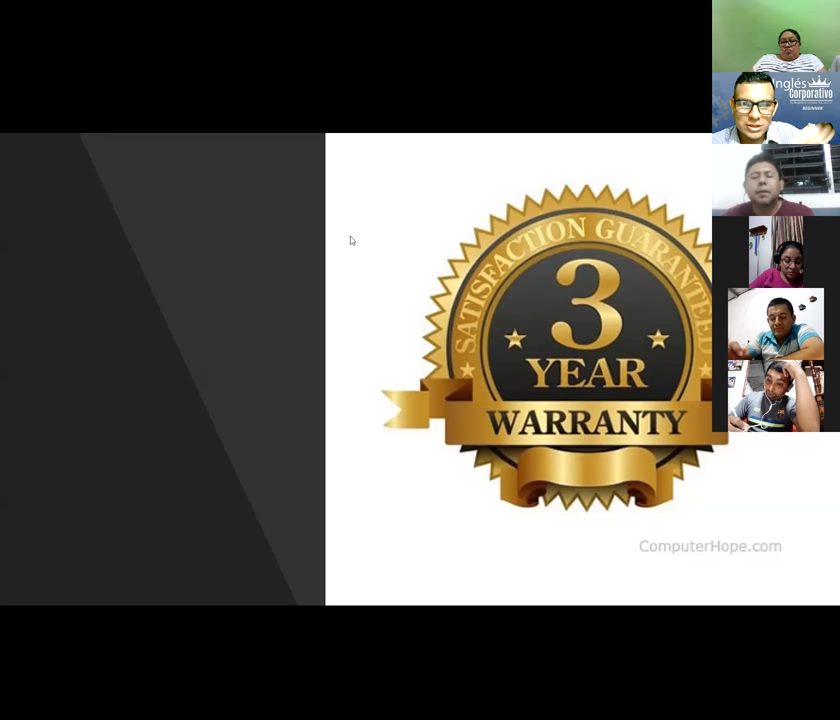 Inglés
Corporativo
BEGINNER
SATISFACTION GUARANTEED
3
YEAR
WARRANTY
ComputerHope.com